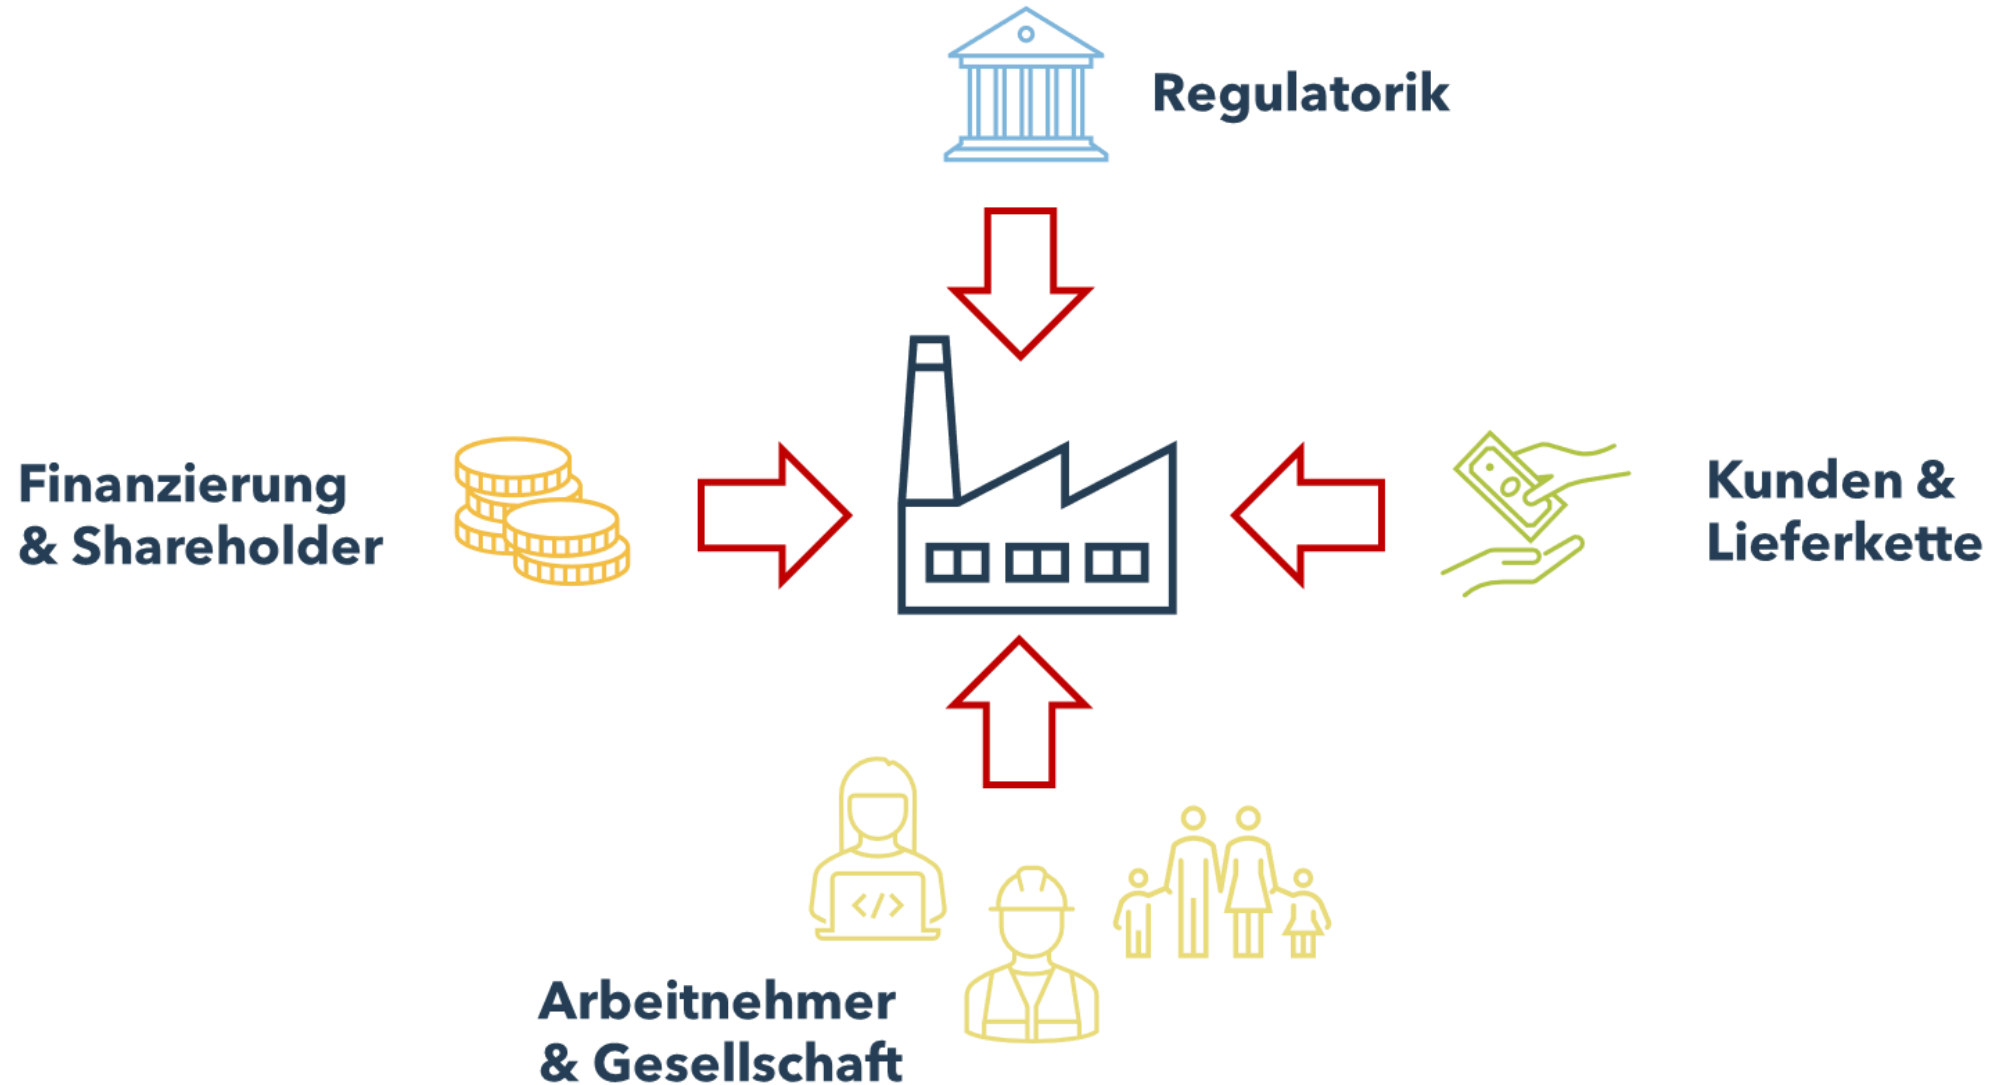 Regulatorik
Finanzierung
& Shareholder
Kunden &
Lieferkette
</>
Arbeitnehmer
& Gesellschaft